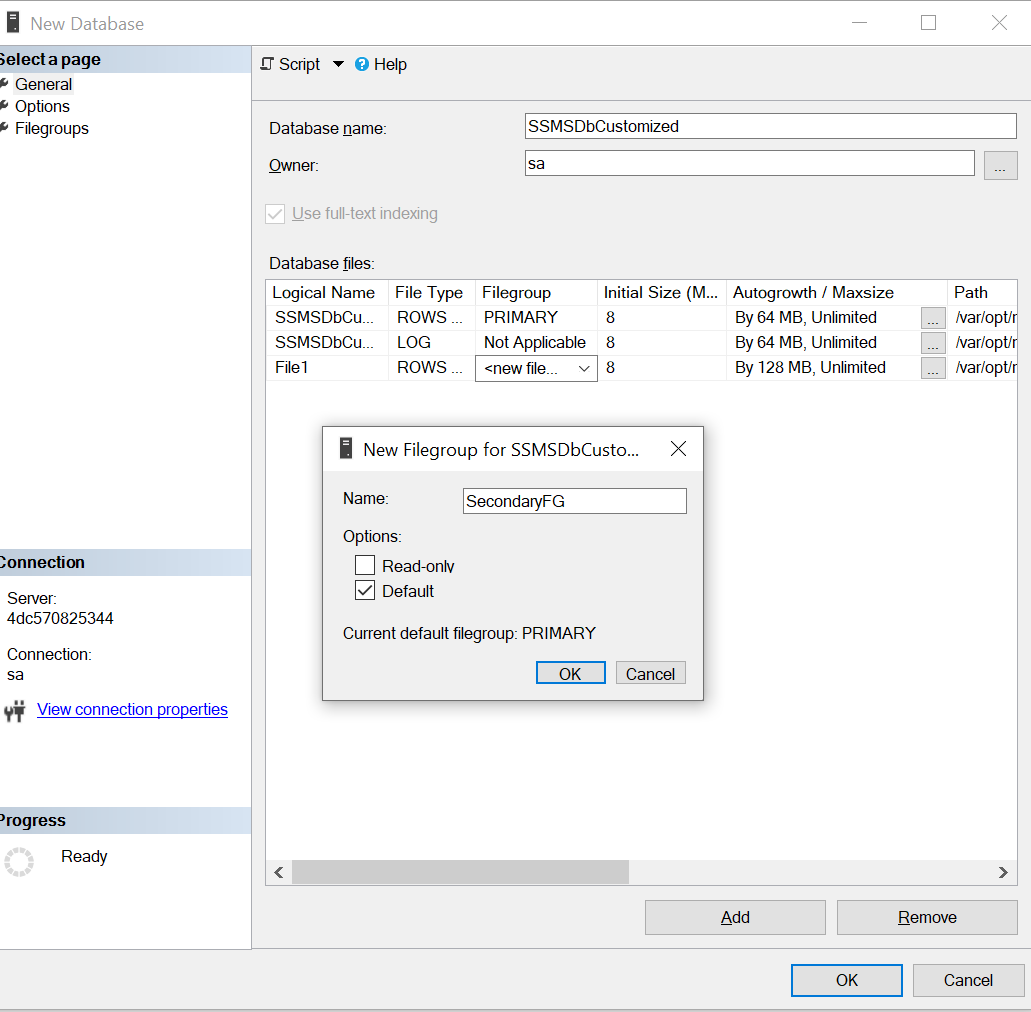 New Database
Select a page
General
Options
Filegroups
Script Help
Database name: SSMSDbCustomized
Owner: sa ...
Use full-text indexing
Database files:
Logical Name File Type Filegroup Initial Size (M... Autogrowth / Maxsize Path
SSMSDbCu... ROWS ... PRIMARY 8 By 64 MB, Unlimited ... /var/opt/r
SSMSDbCu... LOG Not Applicable 8 By 64 MB, Unlimited ... /var/opt/r
File1 ROWS ... <new file... 8 By 128 MB, Unlimited ... /var/opt/r
New Filegroup for SSMSDbCusto...
Name: SecondaryFG
Options:
Read-only
Default
Current default filegroup: PRIMARY
OK Cancel
Connection
Server:
4dc570825344
Connection:
sa
View connection properties
Progress
Ready
Add Remove
OK Cancel